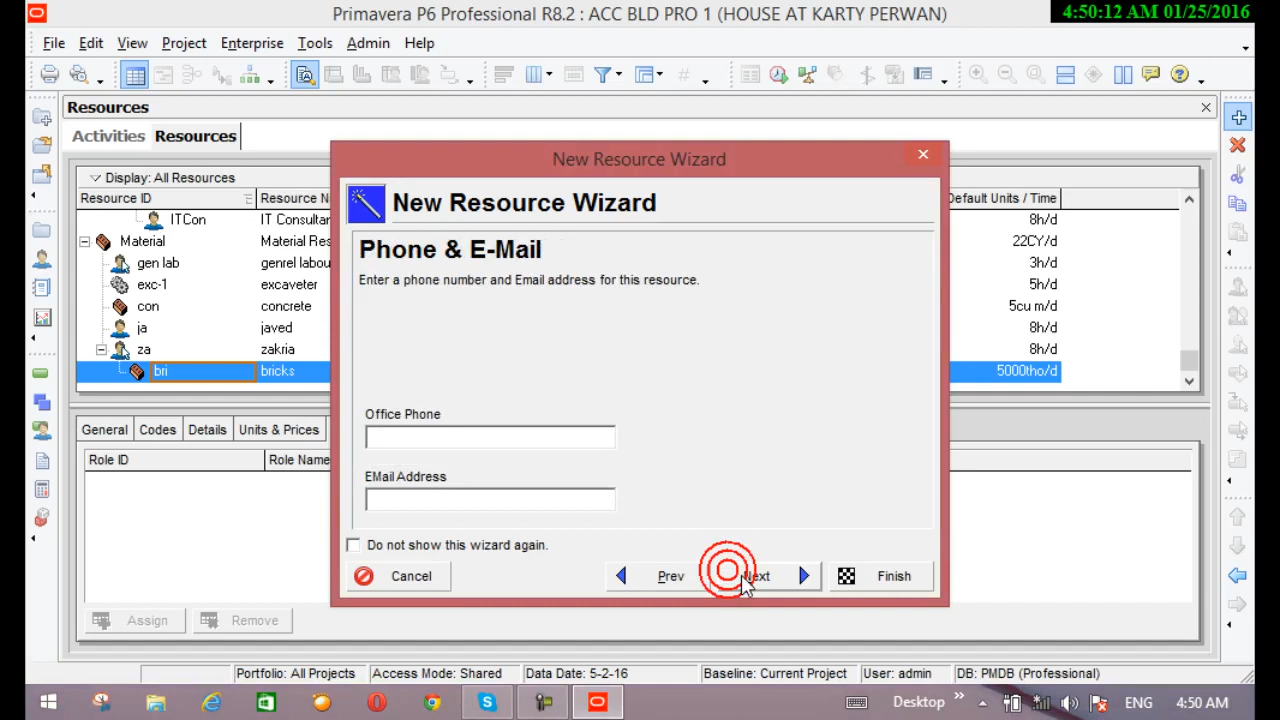 Primavera P6 Professional R8.2 : ACC BLD PRO 1 (HOUSE AT KARTY PERWAN)
4:50:12 AM 01/25/2016
File Edit View Project Enterprise Tools Admin Help
Resources
Activities Resources
Display: All Resources
Resource ID Resource N Default Units / Time
ITCon IT Consultar 8h/d
Material Material Res 22CY/d
gen lab genrel labou 3h/d
exc-1 excaveter 5h/d
con concrete 5cu m/d
ja javed 8h/d
za zakria 8h/d
bri bricks 5000tho/d
General Codes Details Units & Prices
Role ID Role Name
Assign Remove
New Resource Wizard
New Resource Wizard
Phone & E-Mail
Enter a phone number and Email address for this resource.
Office Phone
EMail Address
Do not show this wizard again.
Cancel Prev Next Finish
Portfolio: All Projects Access Mode: Shared Data Date: 5-2-16 Baseline: Current Project User: admin DB: PMDB (Professional)
Desktop » ENG 4:50 AM